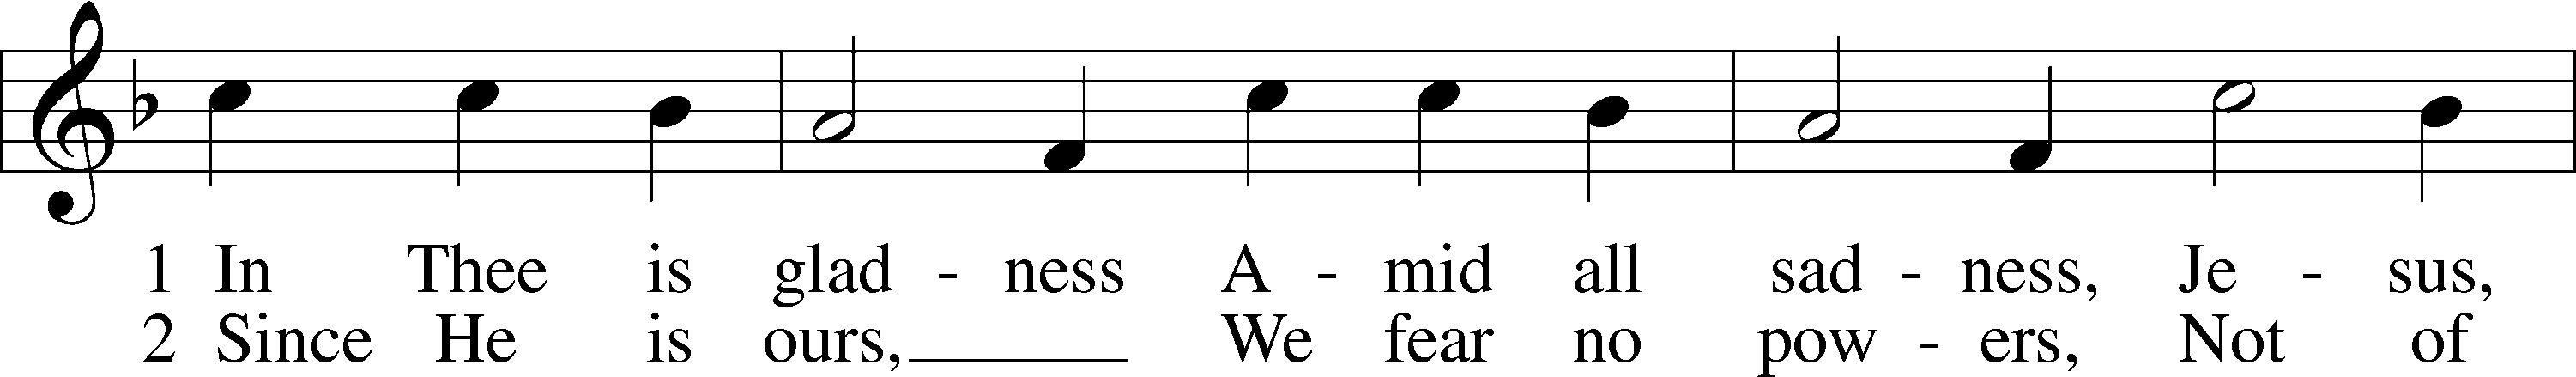 1 In Thee is glad - ness A - mid all sad - ness, Je - sus,
2 Since He is ours, We fear no pow - ers, Not of